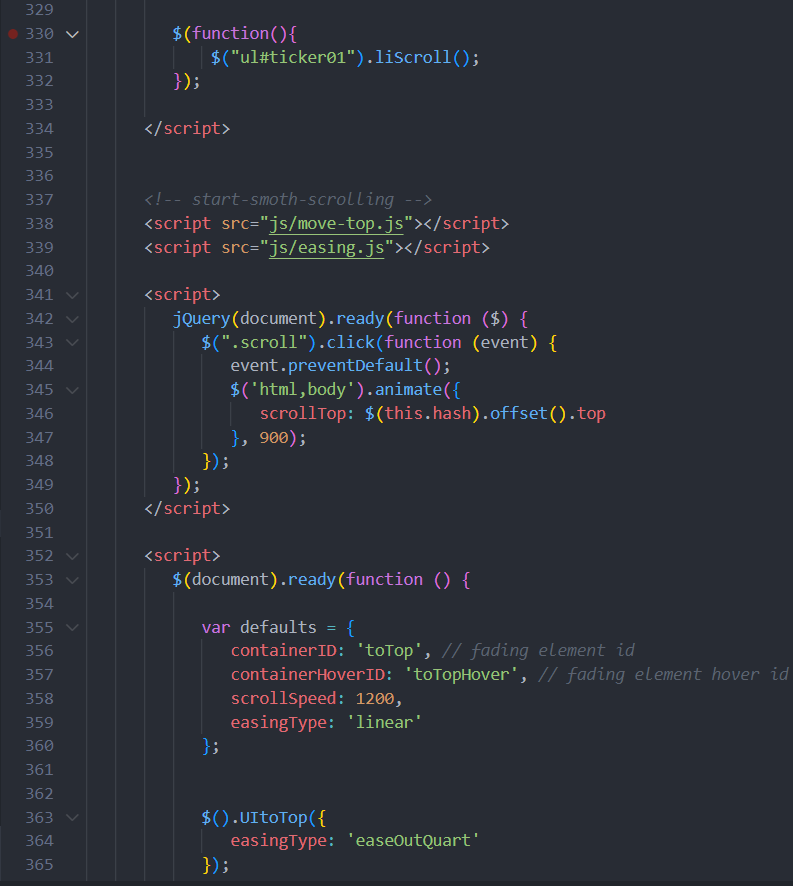 329
330 $(function(){
331 $("ul#ticker01").liScroll();
332 });
333
334 </script>
335
336
337 <!-- start-smoth-scrolling -->
338 <script src="js/move-top.js"></script>
339 <script src="js/easing.js"></script>
340
341 <script>
342 jQuery(document).ready(function ($) {
343 $(".scroll").click(function (event) {
344 event.preventDefault();
345 $('html,body').animate({
346 scrollTop: $(this.hash).offset().top
347 }, 900);
348 });
349 });
350 </script>
351
352 <script>
353 $(document).ready(function () {
354
355 var defaults = {
356 containerID: 'toTop', // fading element id
357 containerHoverID: 'toTopHover', // fading element hover id
358 scrollSpeed: 1200,
359 easingType: 'linear'
360 };
361
362
363 $().UItoTop({
364 easingType: 'easeOutQuart'
365 });